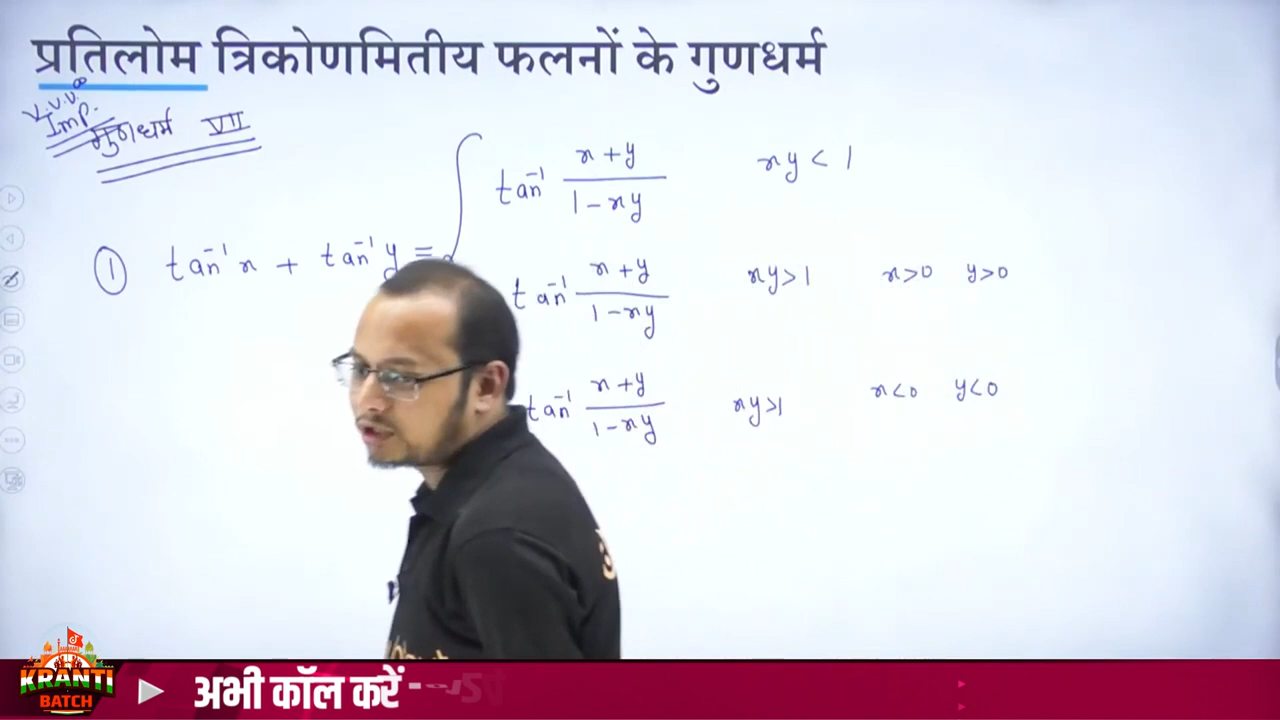 प्रतिलोम त्रिकोणमितीय फलनों के गुणधर्म
V.V.V.
Imp.
गुणधर्म VII
① tan⁻¹x + tan⁻¹y = { tan⁻¹ (x+y)/(1-xy) xy < 1
tan⁻¹ (x+y)/(1-xy) xy>1 x>0 y>0
tan⁻¹ (x+y)/(1-xy) xy>1 x<0 y<0
KRANTI
BATCH
अभी कॉल करें